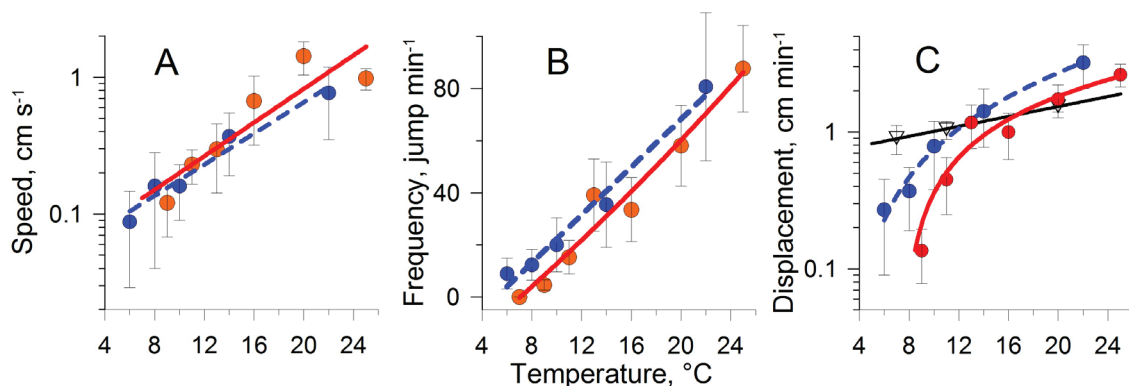 A
B
C
Speed, cm s⁻¹
1
0.1
4 8 12 16 20 24
Frequency, jump min⁻¹
80
40
0
4 8 12 16 20 24
Displacement, cm min⁻¹
1
0.1
4 8 12 16 20 24
Temperature, °C